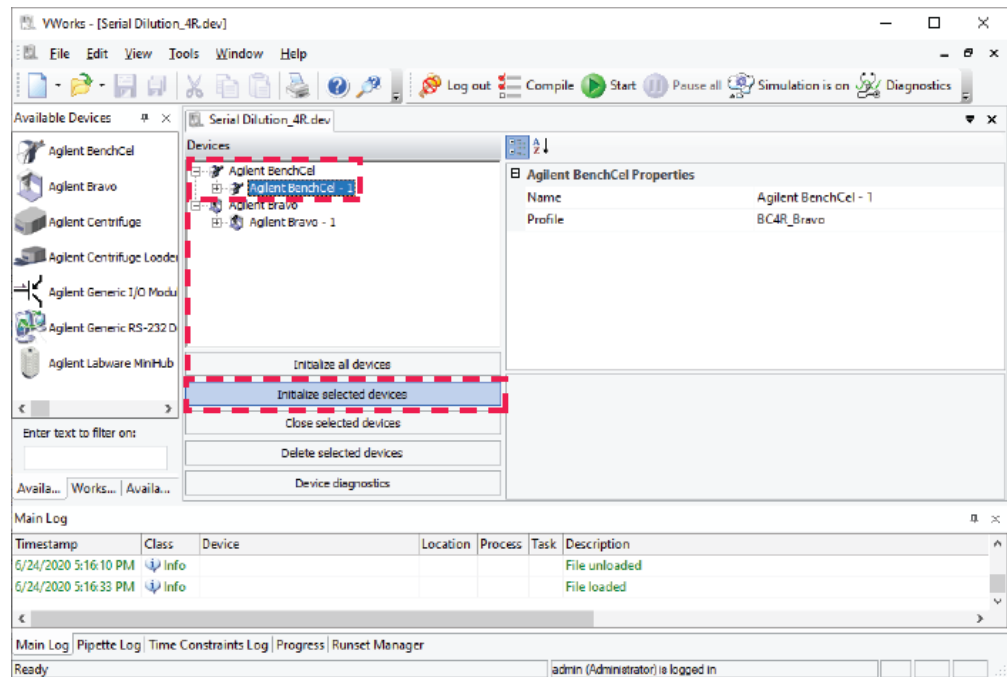 VWorks - [Serial Dilution_4R.dev]
File Edit View Tools Window Help
Log out Compile Start Pause all Simulation is on Diagnostics
Available Devices
Agilent BenchCel
Agilent Bravo
Agilent Centrifuge
Agilent Centrifuge Loader
Agilent Generic I/O Modu
Agilent Generic RS-232 D
Agilent Labware MiniHub
Enter text to filter on:
Availa... Works... Availa...
Serial Dilution_4R.dev
Devices
Agilent BenchCel
Agilent BenchCel - 1
Agilent Bravo
Agilent Bravo - 1
Initialize all devices
Initialize selected devices
Close selected devices
Delete selected devices
Device diagnostics
Agilent BenchCel Properties
Name Agilent BenchCel - 1
Profile BC4R_Bravo
Main Log
Timestamp Class Device Location Process Task Description
6/24/2020 5:16:10 PM Info File unloaded
6/24/2020 5:16:33 PM Info File loaded
Main Log Pipette Log Time Constraints Log Progress Runset Manager
Ready admin (Administrator) is logged in